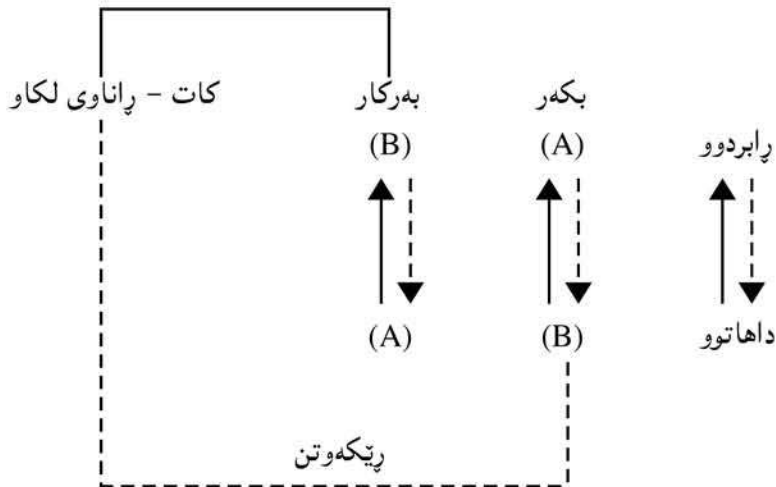 بکەر    بەرکار    کات - ڕاناوی لکاو
ڕابردوو    (A)    (B)
داهاتوو    (B)    (A)
ڕێکەوتن